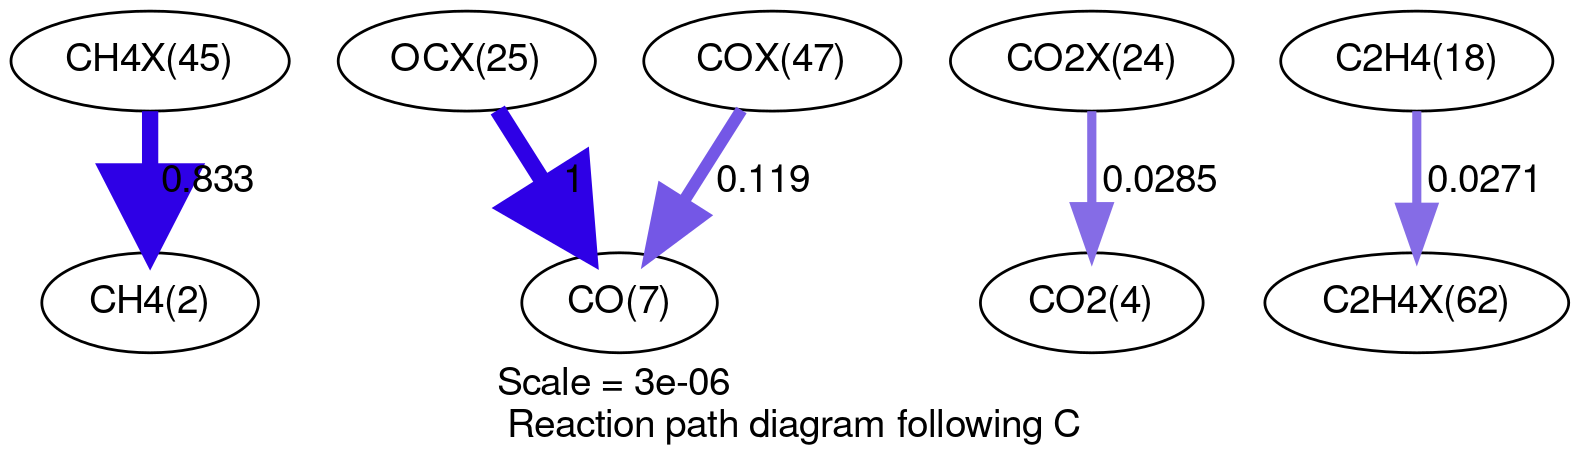 CH4X(45) OCX(25) COX(47) CO2X(24) C2H4(18)
0.833 1 0.119 0.0285 0.0271
CH4(2) CO(7) CO2(4) C2H4X(62)
Scale = 3e-06
Reaction path diagram following C